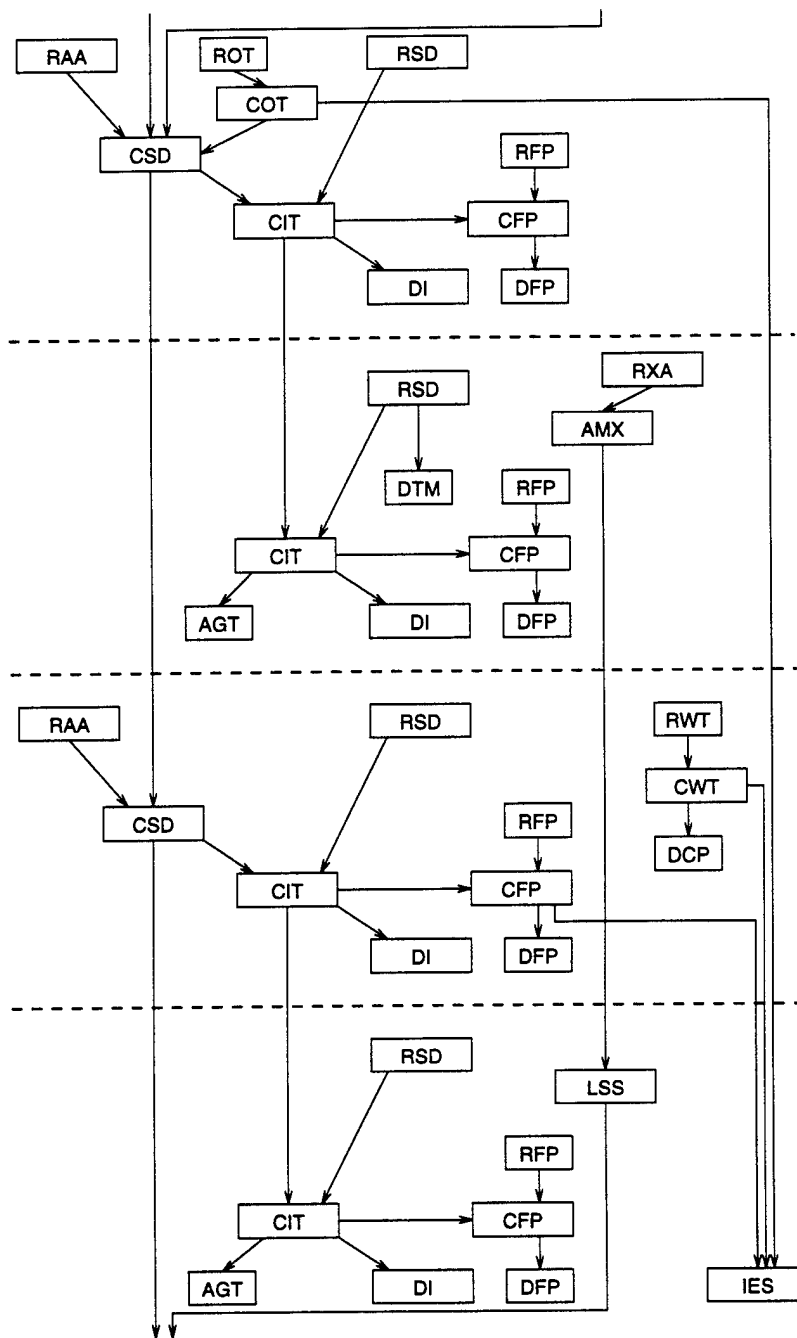 RAA
ROT
RSD
COT
CSD
RFP
CIT
CFP
DI
DFP
RXA
RSD
AMX
DTM
RFP
CIT
CFP
AGT
DI
DFP
RAA
RSD
RWT
CWT
CSD
RFP
DCP
CIT
CFP
DI
DFP
RSD
LSS
RFP
CIT
CFP
AGT
DI
DFP
IES